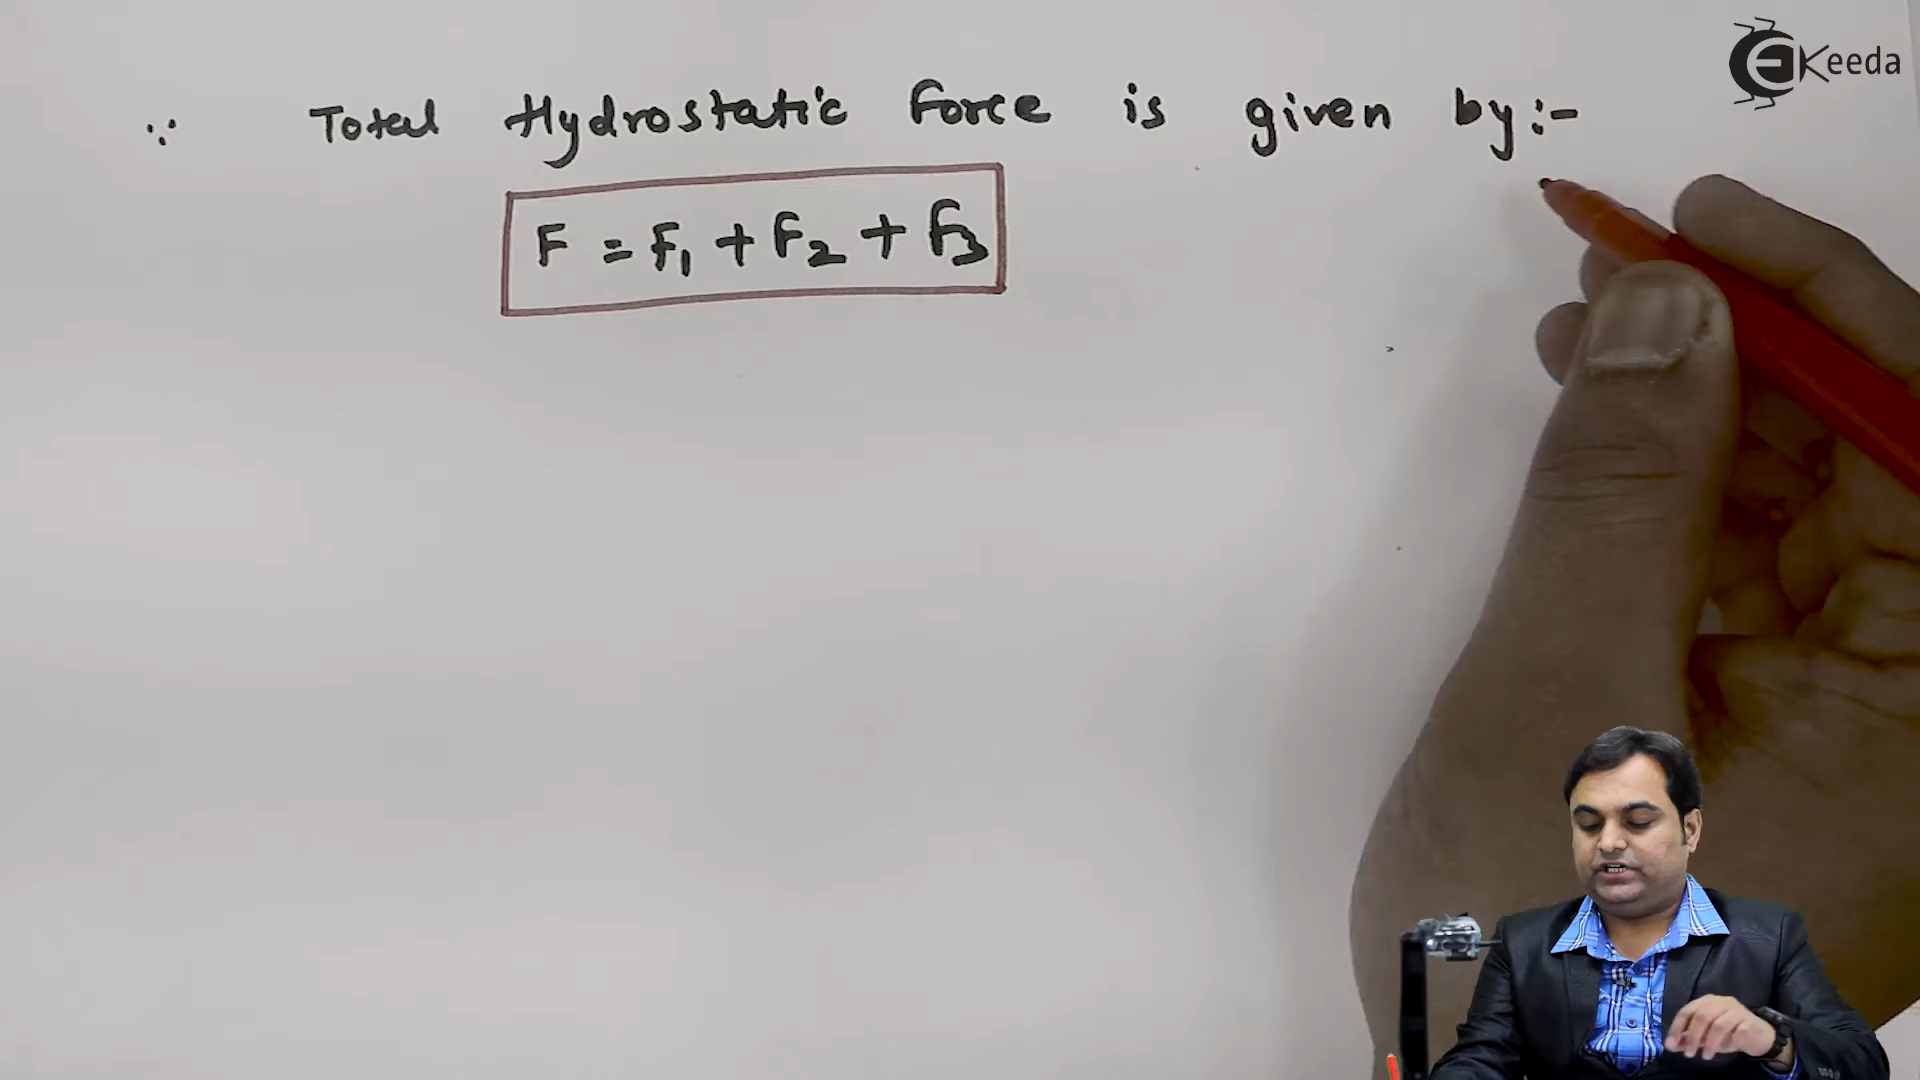 EKeeda
∵ Total Hydrostatic Force is given by:-
F = F₁ + F₂ + F₃